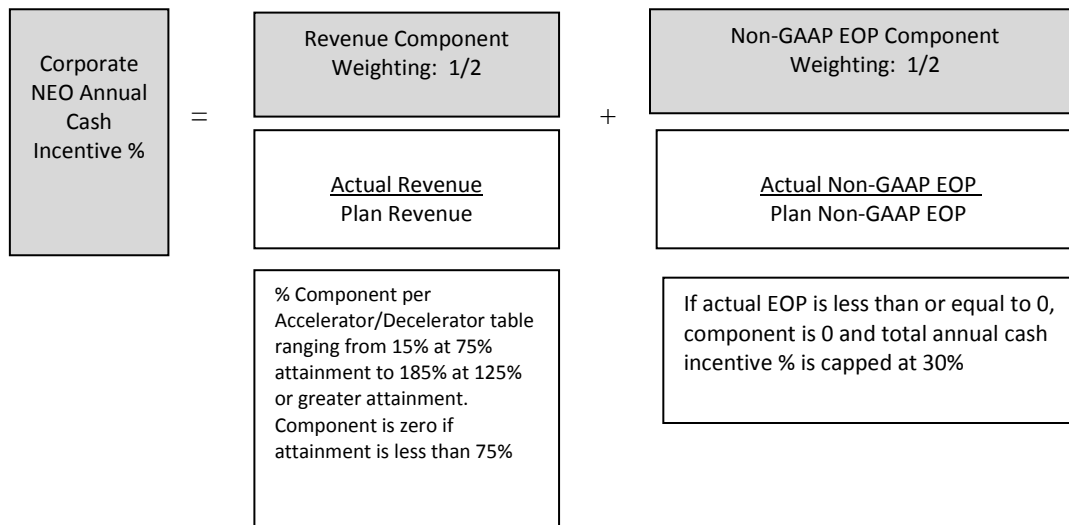 Corporate
NEO Annual
Cash
Incentive %
=
Revenue Component
Weighting: 1/2
Actual Revenue
Plan Revenue
% Component per
Accelerator/Decelerator table
ranging from 15% at 75%
attainment to 185% at 125%
or greater attainment.
Component is zero if
attainment is less than 75%
+
Non-GAAP EOP Component
Weighting: 1/2
Actual Non-GAAP EOP
Plan Non-GAAP EOP
If actual EOP is less than or equal to 0,
component is 0 and total annual cash
incentive % is capped at 30%